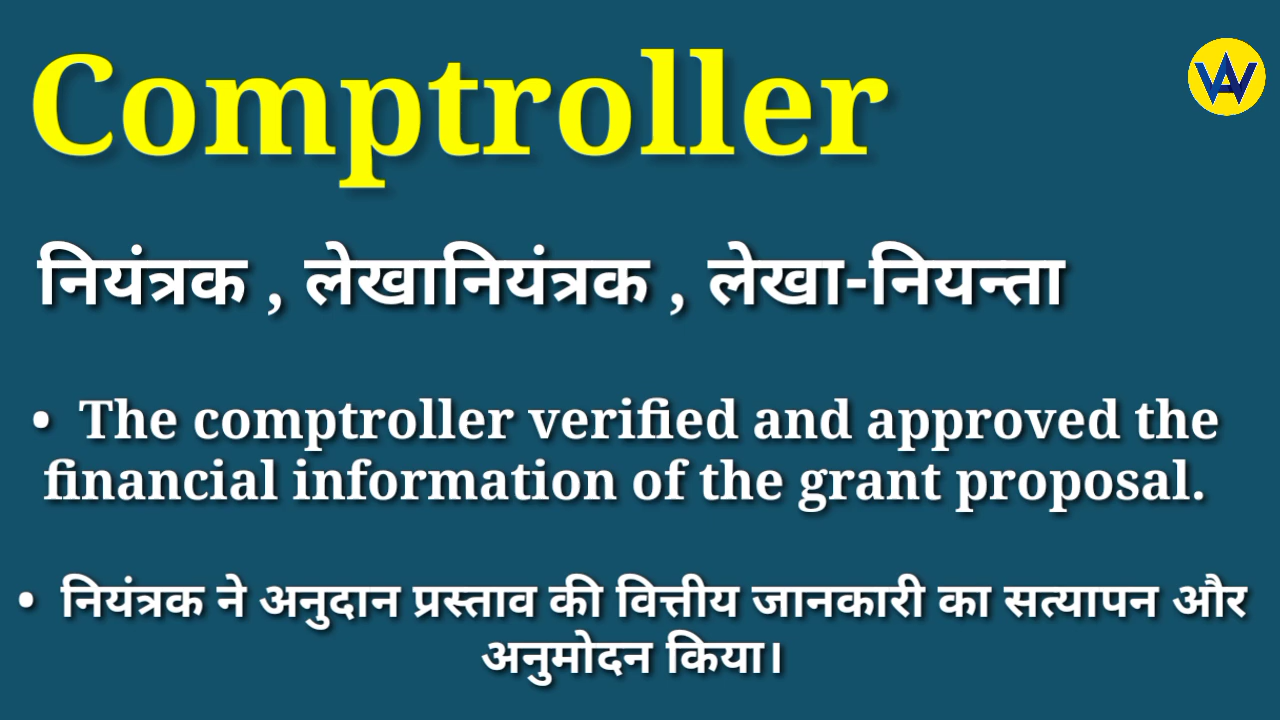 Comptroller
नियंत्रक , लेखानियंत्रक , लेखा-नियन्ता
• The comptroller verified and approved the
financial information of the grant proposal.
• नियंत्रक ने अनुदान प्रस्ताव की वित्तीय जानकारी का सत्यापन और
अनुमोदन किया।